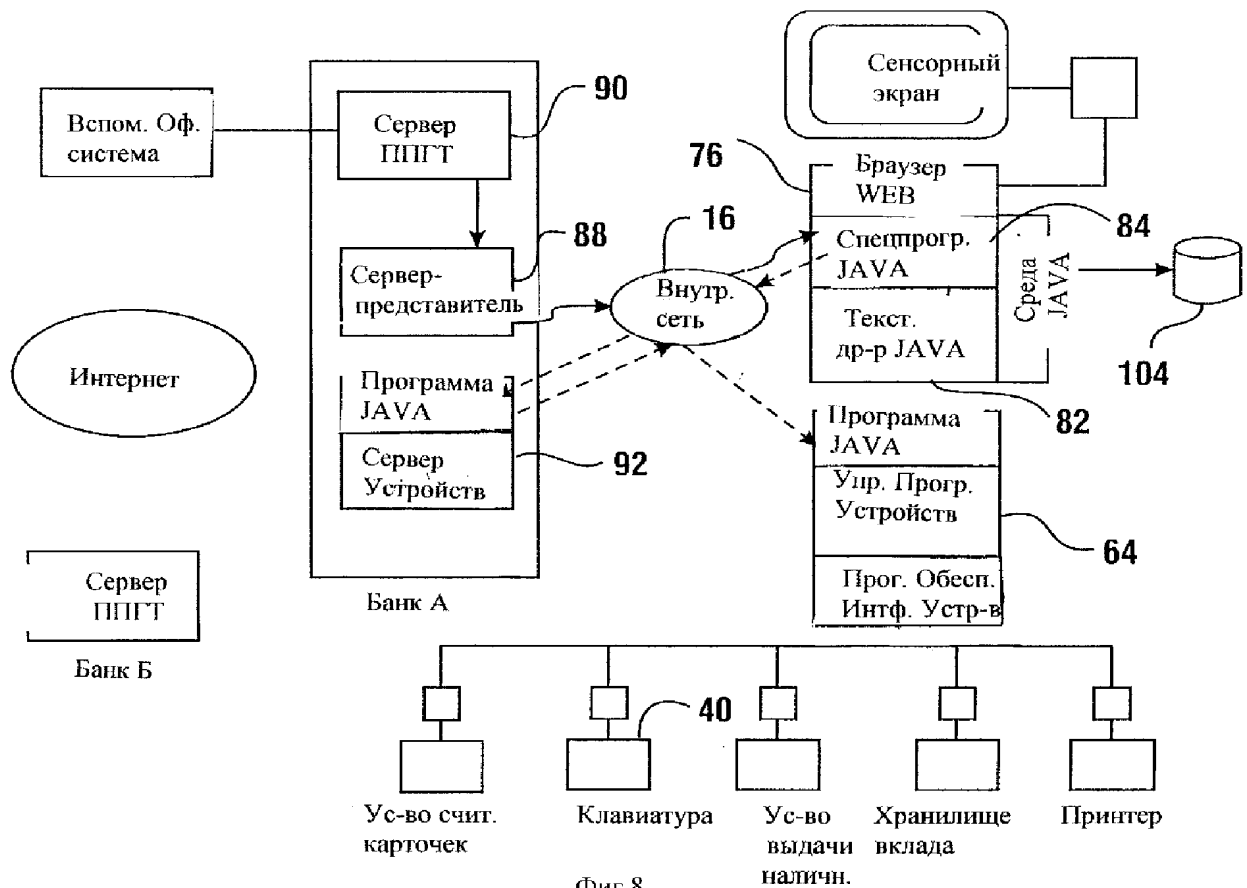 Вспом. Оф.
система
Интернет
Сервер
ППГТ
Банк Б
Сервер
ППГТ
90
Сервер-
представитель
88
Программа
JAVA
Сервер
Устройств
92
Банк А
16
Внутр.
сеть
Сенсорный
экран
76
Браузер
WEB
Спецпрогр.
JAVA
84
Текст.
др-р JAVA
82
Среда
JAVA
104
Программа
JAVA
Упр. Прогр.
Устройств
64
Прог. Обесп.
Интф. Устр-в
40
Ус-во счит.
карточек
Клавиатура
Ус-во
выдачи
наличн.
Хранилище
вклада
Принтер
Фиг.8